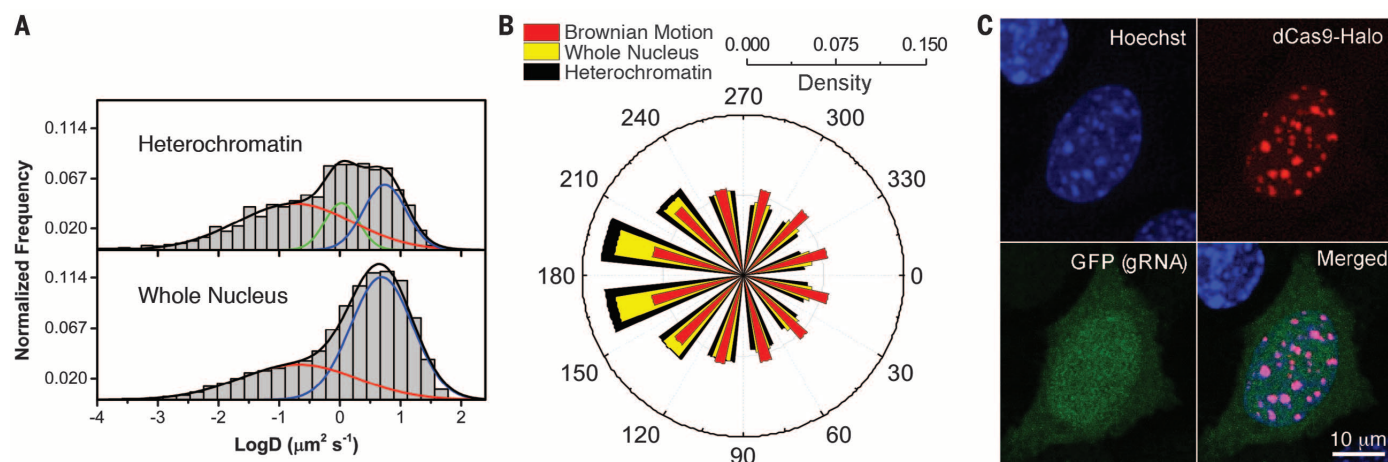 A
Normalized Frequency
0.114
0.067
0.020
Heterochromatin
0.114
0.067
0.020
Whole Nucleus
-4 -3 -2 -1 0 1 2
LogD (μm² s⁻¹)
B
Brownian Motion
Whole Nucleus
Heterochromatin
0.000 0.075 0.150
Density
270
240 300
210 330
180 0
150 30
120 60
90
C
Hoechst
dCas9-Halo
GFP (gRNA)
Merged
10 μm